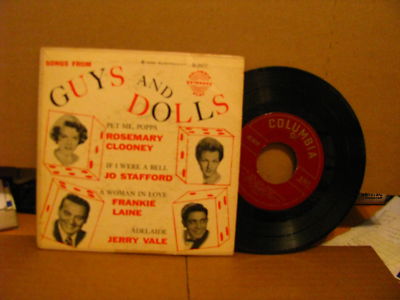 SONGS FROM
GUYS AND DOLLS
PET ME, POPPA
ROSEMARY
CLOONEY
IF I WERE A BELL
JO STAFFORD
A WOMAN IN LOVE
FRANKIE
LAINE
ADELAIDE
JERRY VALE
COLUMBIA